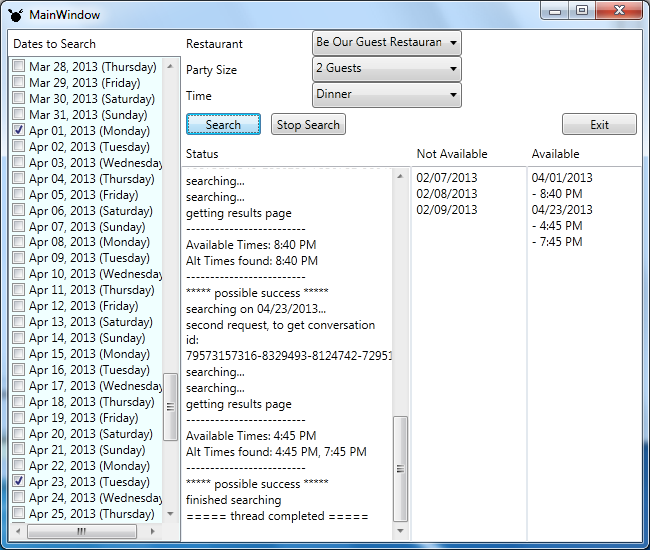 MainWindow
Dates to Search
Mar 28, 2013 (Thursday)
Mar 29, 2013 (Friday)
Mar 30, 2013 (Saturday)
Mar 31, 2013 (Sunday)
Apr 01, 2013 (Monday)
Apr 02, 2013 (Tuesday)
Apr 03, 2013 (Wednesday
Apr 04, 2013 (Thursday)
Apr 05, 2013 (Friday)
Apr 06, 2013 (Saturday)
Apr 07, 2013 (Sunday)
Apr 08, 2013 (Monday)
Apr 09, 2013 (Tuesday)
Apr 10, 2013 (Wednesday
Apr 11, 2013 (Thursday)
Apr 12, 2013 (Friday)
Apr 13, 2013 (Saturday)
Apr 14, 2013 (Sunday)
Apr 15, 2013 (Monday)
Apr 16, 2013 (Tuesday)
Apr 17, 2013 (Wednesday
Apr 18, 2013 (Thursday)
Apr 19, 2013 (Friday)
Apr 20, 2013 (Saturday)
Apr 21, 2013 (Sunday)
Apr 22, 2013 (Monday)
Apr 23, 2013 (Tuesday)
Apr 24, 2013 (Wednesday
Apr 25, 2013 (Thursday)
Restaurant
Be Our Guest Restauran
Party Size
2 Guests
Time
Dinner
Search
Stop Search
Exit
Status
searching...
searching...
getting results page
-------------------------
Available Times: 8:40 PM
Alt Times found: 8:40 PM
-------------------------
***** possible success *****
searching on 04/23/2013...
second request, to get conversation
id:
79573157316-8329493-8124742-72951
searching...
searching...
getting results page
-------------------------
Available Times: 4:45 PM
Alt Times found: 4:45 PM, 7:45 PM
-------------------------
***** possible success *****
finished searching
===== thread completed =====
Not Available
02/07/2013
02/08/2013
02/09/2013
Available
04/01/2013
- 8:40 PM
04/23/2013
- 4:45 PM
- 7:45 PM